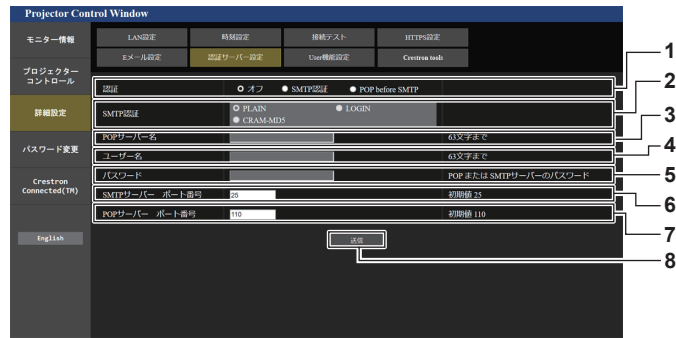 Projector Control Window
モニター情報
プロジェクター
コントロール
詳細設定
パスワード変更
Crestron
Connected(TM)
English
LAN設定 時刻設定 接続テスト HTTPS設定
Eメール設定 認証サーバー設定 User機能設定 Crestron tools
認証 オフ SMTP認証 POP before SMTP
SMTP認証 PLAIN LOGIN
CRAM-MD5
POPサーバー名 63文字まで
ユーザー名 63文字まで
パスワード POP または SMTPサーバーのパスワード
SMTPサーバー ポート番号 25 初期値 25
POPサーバー ポート番号 110 初期値 110
送信
1
2
3
4
5
6
7
8